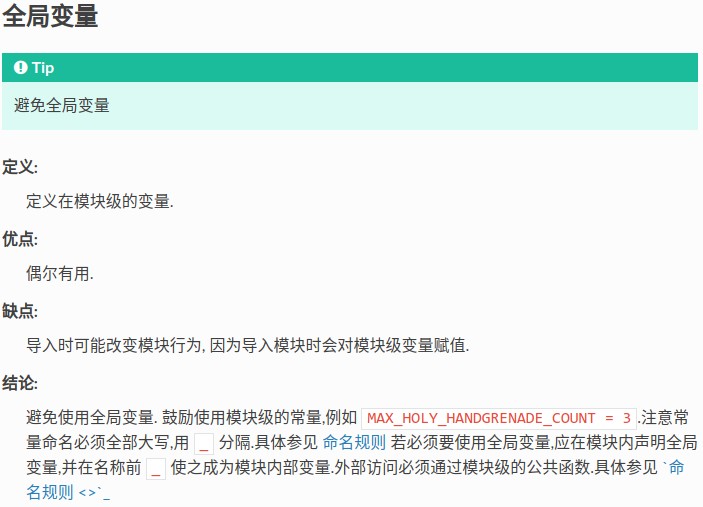 全局变量
Tip
避免全局变量
定义:
定义在模块级的变量.
优点:
偶尔有用.
缺点:
导入时可能改变模块行为, 因为导入模块时会对模块级变量赋值.
结论:
避免使用全局变量. 鼓励使用模块级的常量,例如 MAX_HOLY_HANDGRENADE_COUNT = 3 .注意常
量命名必须全部大写,用 _ 分隔.具体参见 命名规则 若必须要使用全局变量,应在模块内声明全局
变量,并在名称前 _ 使之成为模块内部变量.外部访问必须通过模块级的公共函数.具体参见 `命
名规则 <>`_